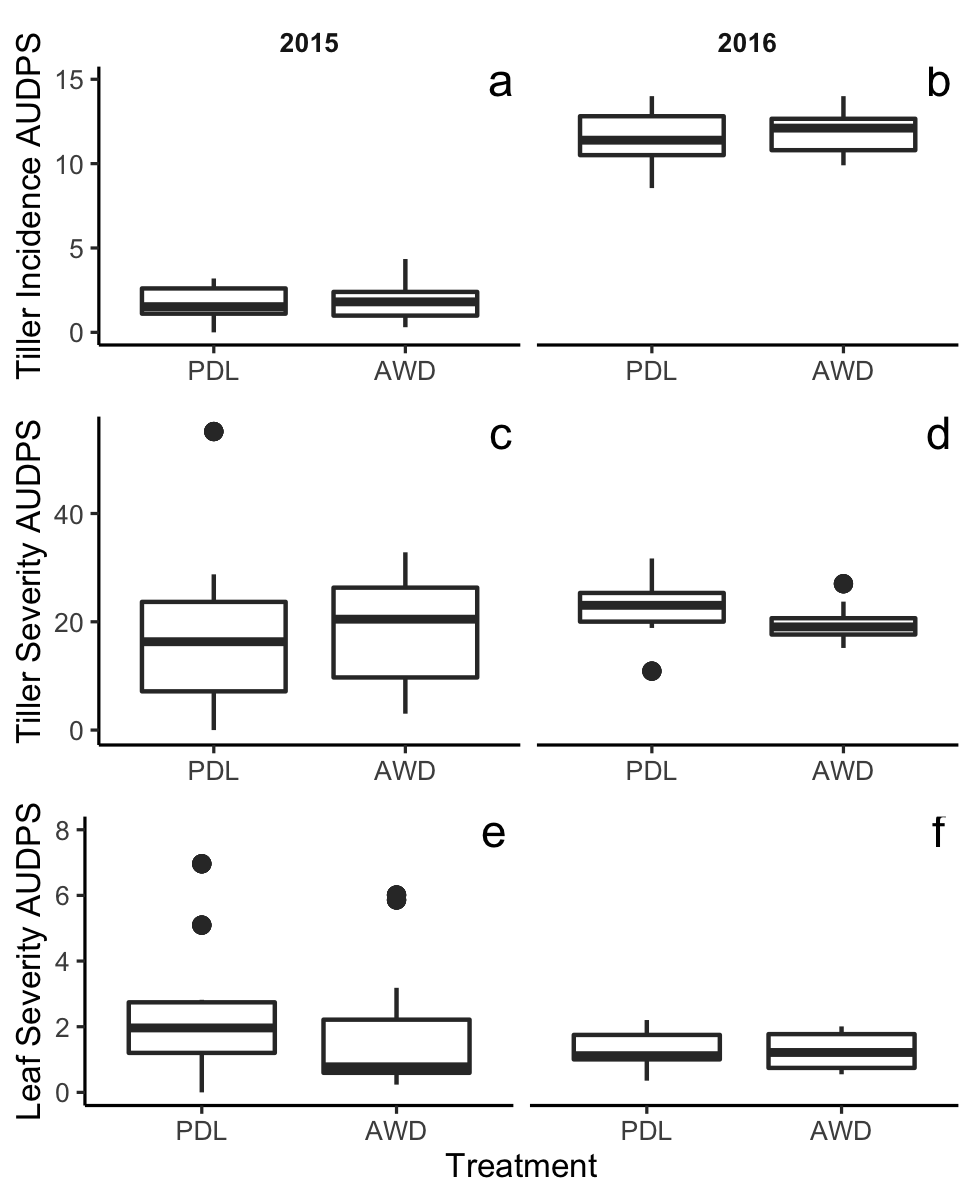 2015
2016
Tiller Incidence AUDPS
15
10
5
0
a
b
PDL
AWD
PDL
AWD
Tiller Severity AUDPS
40
20
0
c
d
PDL
AWD
PDL
AWD
Leaf Severity AUDPS
8
6
4
2
0
e
f
PDL
AWD
PDL
AWD
Treatment